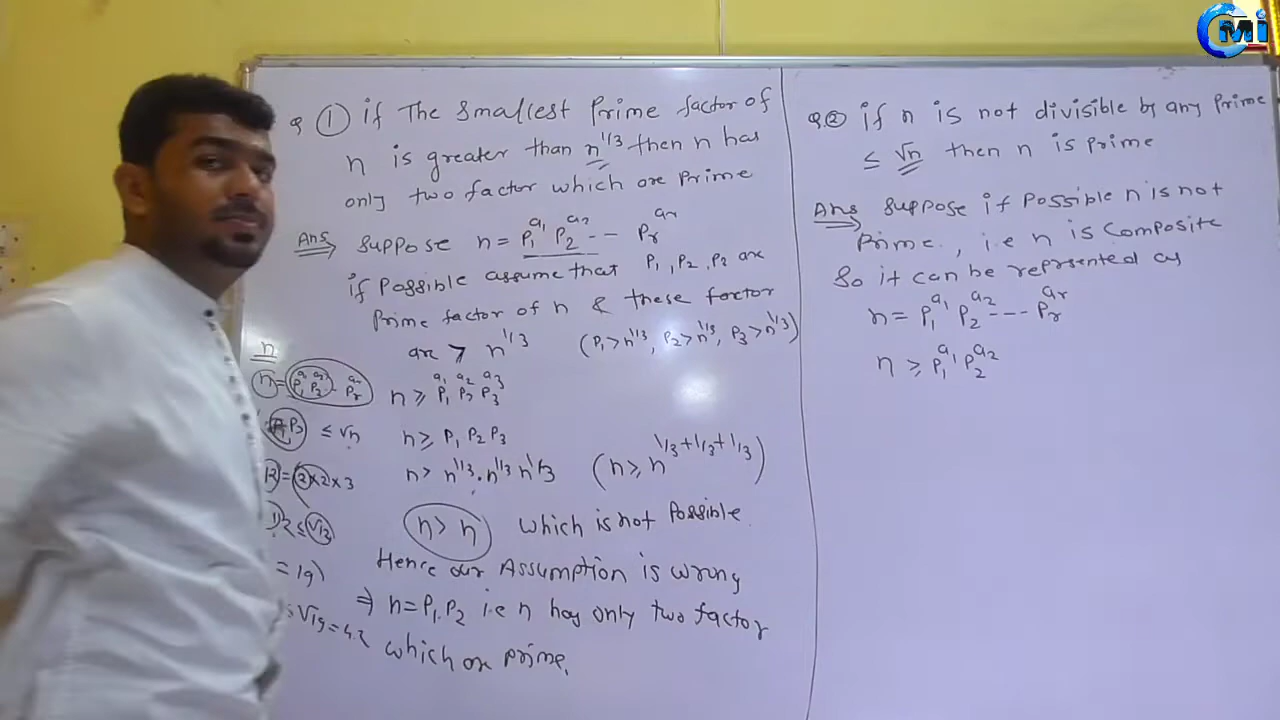 Q ① if The Smallest Prime factor of
n is greater than n^1/3 then n has
only two factor which are Prime
Ans ⇒ Suppose n = P₁^a₁ P₂^a₂ -- Pᵣ^aᵣ
if Possible assume that P₁, P₂, P₃ are
Prime factor of n & these factor
are > n^1/3 (P₁>n^1/3, P₂>n^1/3, P₃>n^1/3)
n ≥ P₁^a₁ P₂^a₂ P₃^a₃
n ≥ P₁ P₂ P₃
n > n^1/3 . n^1/3 n^1/3 (n ≥ n^1/3+1/3+1/3)
n > n which is not Possible
Hence our Assumption is wrong
⇒ n = P₁.P₂ i.e n has only two factor
which are prime.
n
n = P₁^a₁ P₂^a₂ - Pᵣ^aᵣ
≤ √n
12 = 2×2×3
2 ≤ √12
= 19
≤ √19 = 4.2
Q.② if n is not divisible by any Prime
≤ √n then n is prime
Ans ⇒ Suppose if Possible n is not
Prime, i.e n is Composite
So it can be reprsented as
n = P₁^a₁ P₂^a₂ --- Pᵣ^aᵣ
n ≥ P₁^a₁ P₂^a₂
CMi